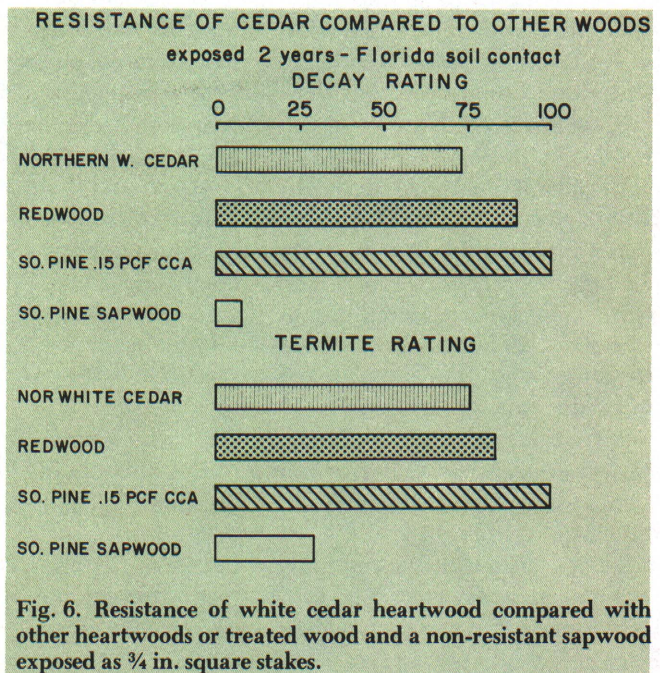 RESISTANCE OF CEDAR COMPARED TO OTHER WOODS
exposed 2 years - Florida soil contact
DECAY RATING
0 25 50 75 100
NORTHERN W. CEDAR
REDWOOD
SO. PINE .15 PCF CCA
SO. PINE SAPWOOD
TERMITE RATING
NOR WHITE CEDAR
REDWOOD
SO. PINE .15 PCF CCA
SO. PINE SAPWOOD
Fig. 6. Resistance of white cedar heartwood compared with
other heartwoods or treated wood and a non-resistant sapwood
exposed as ¾ in. square stakes.